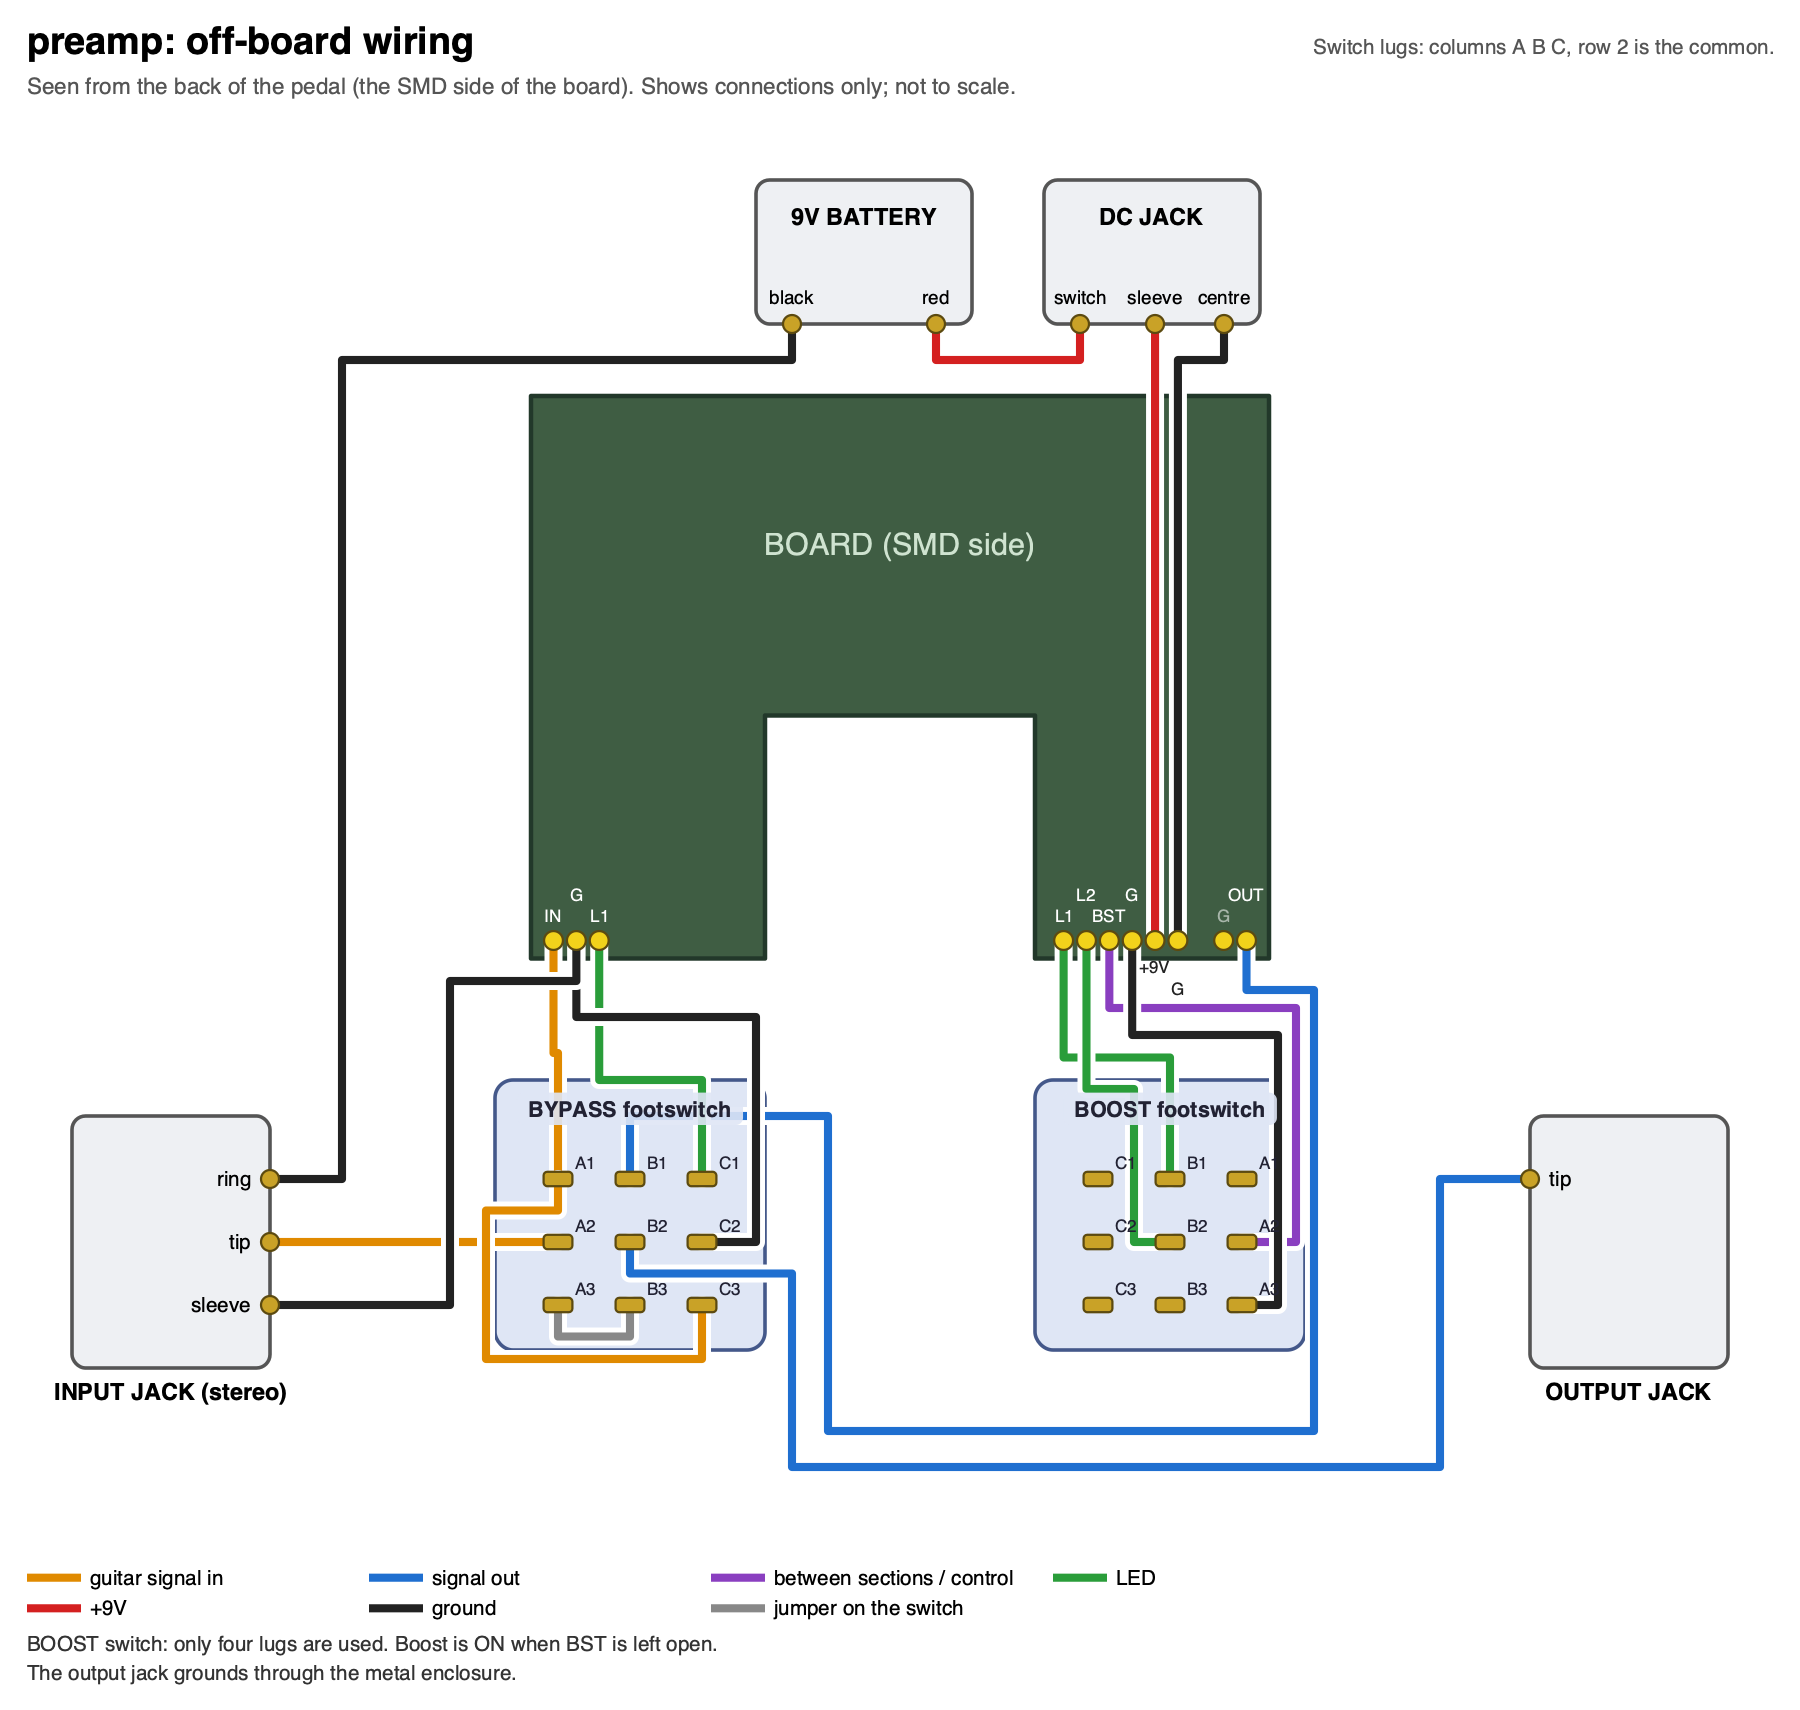 preamp: off-board wiring
Switch lugs: columns A B C, row 2 is the common.
Seen from the back of the pedal (the SMD side of the board). Shows connections only; not to scale.
9V BATTERY
DC JACK
black
red
switch
sleeve
centre
BOARD (SMD side)
G
L2
G
OUT
IN
L1
L1
BST
G
+9V
G
BYPASS footswitch
BOOST footswitch
A1
B1
C1
C1
B1
A1
ring
tip
A2
B2
C2
C2
B2
A2
tip
A3
B3
C3
C3
B3
A3
sleeve
INPUT JACK (stereo)
OUTPUT JACK
guitar signal in
signal out
between sections / control
LED
+9V
ground
jumper on the switch
BOOST switch: only four lugs are used. Boost is ON when BST is left open.
The output jack grounds through the metal enclosure.